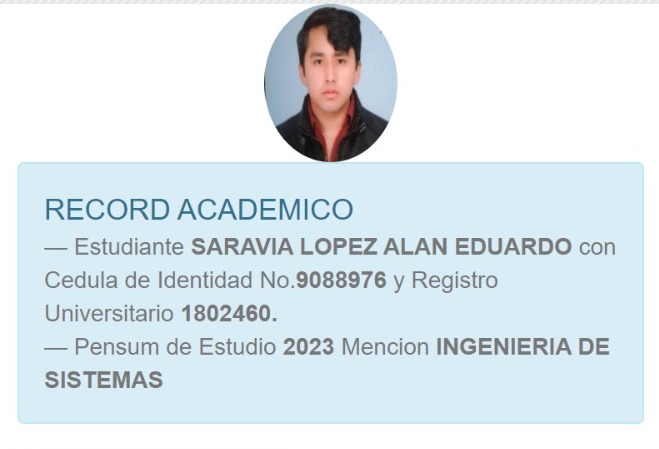 RECORD ACADEMICO
— Estudiante SARAVIA LOPEZ ALAN EDUARDO con
Cedula de Identidad No.9088976 y Registro
Universitario 1802460.
— Pensum de Estudio 2023 Mencion INGENIERIA DE
SISTEMAS